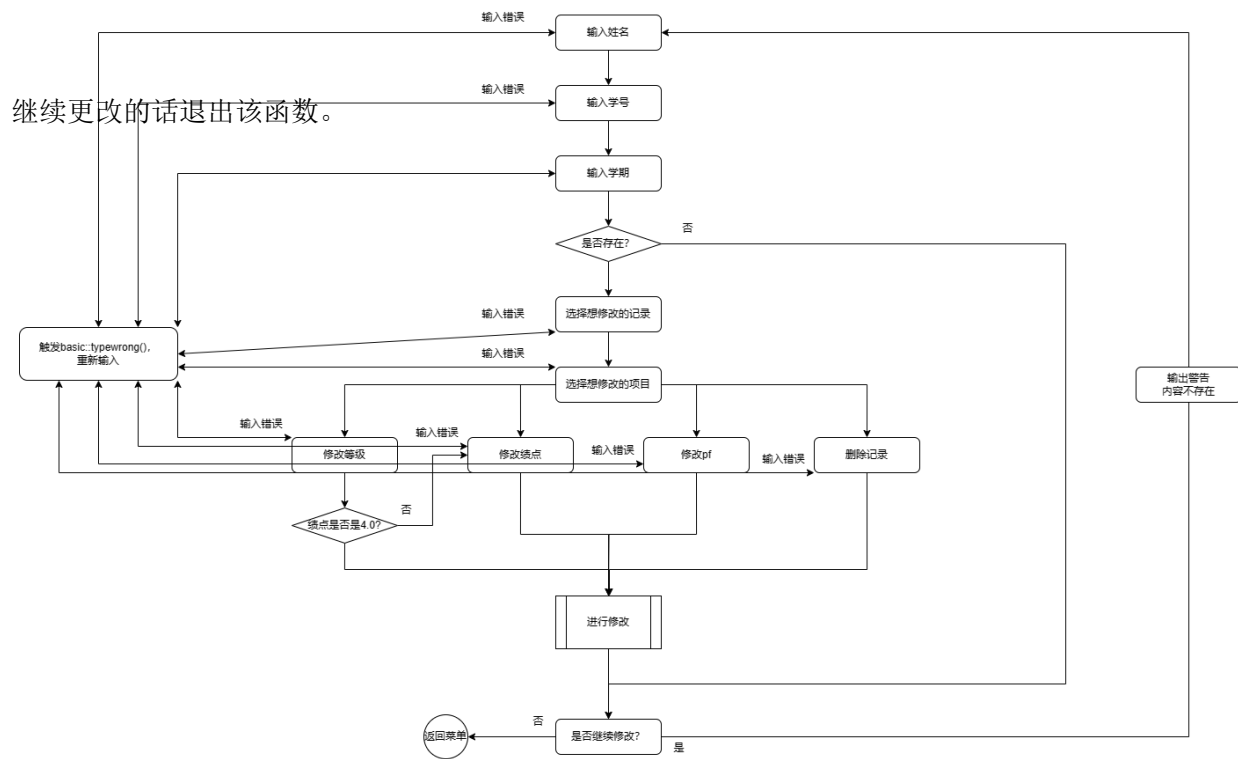 输入错误
输入姓名
输入错误
输入学号
继续更改的话退出该函数。
输入学期
否
是否存在？
输入错误
选择想修改的记录
触发basic::typewrong(),
重新输入
输入错误
选择想修改的项目
输出警告
内容不存在
输入错误
输入错误
输入错误
输入错误
修改等级
修改绩点
修改pf
删除记录
绩点是否是4.0?
否
进行修改
返回菜单
否
是否继续修改？
是